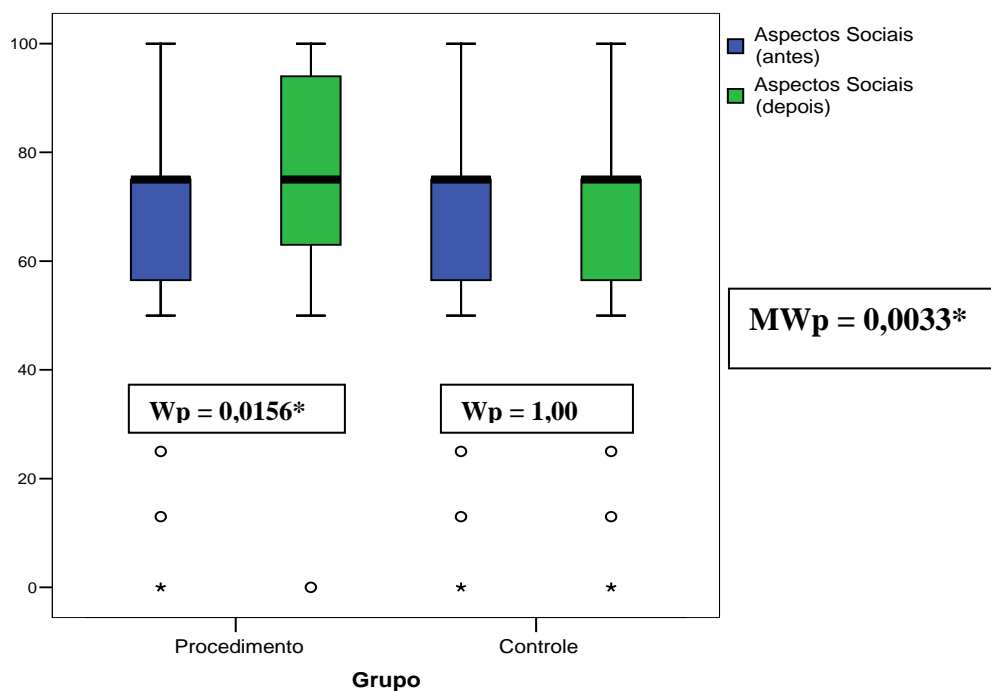 100
80
60
40
20
0
Aspectos Sociais
(antes)
Aspectos Sociais
(depois)
MWp = 0,0033*
Wp = 0,0156*
Wp = 1,00
Procedimento
Controle
Grupo